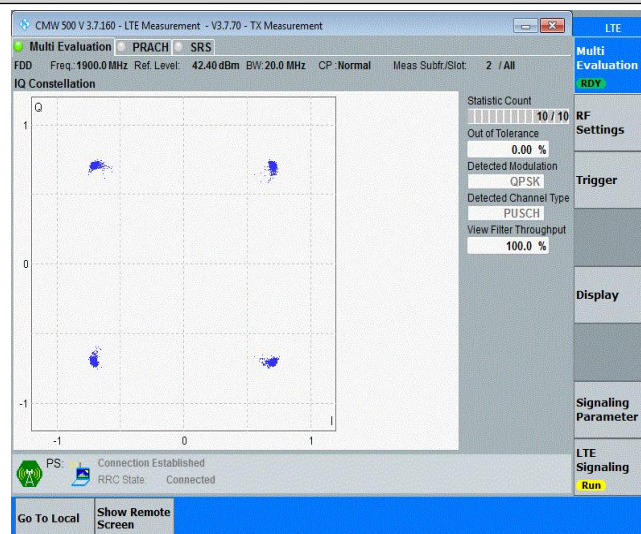 CMW 500 V 3.7.160 - LTE Measurement - V3.7.70 - TX Measurement
LTE
Multi Evaluation PRACH SRS
FDD Freq.:1900.0 MHz Ref. Level: 42.40 dBm BW:20.0 MHz CP :Normal Meas Subfr./Slot: 2 / All
IQ Constellation
Q
1
0
-1
I
-1 0 1
Statistic Count
10 / 10
Out of Tolerance
0.00 %
Detected Modulation
QPSK
Detected Channel Type
PUSCH
View Filter Throughput
100.0 %
Multi
Evaluation
RDY
RF
Settings
Trigger
Display
Signaling
Parameter
LTE
Signaling
Run
PS: Connection Established
RRC State: Connected
Go To Local
Show Remote
Screen